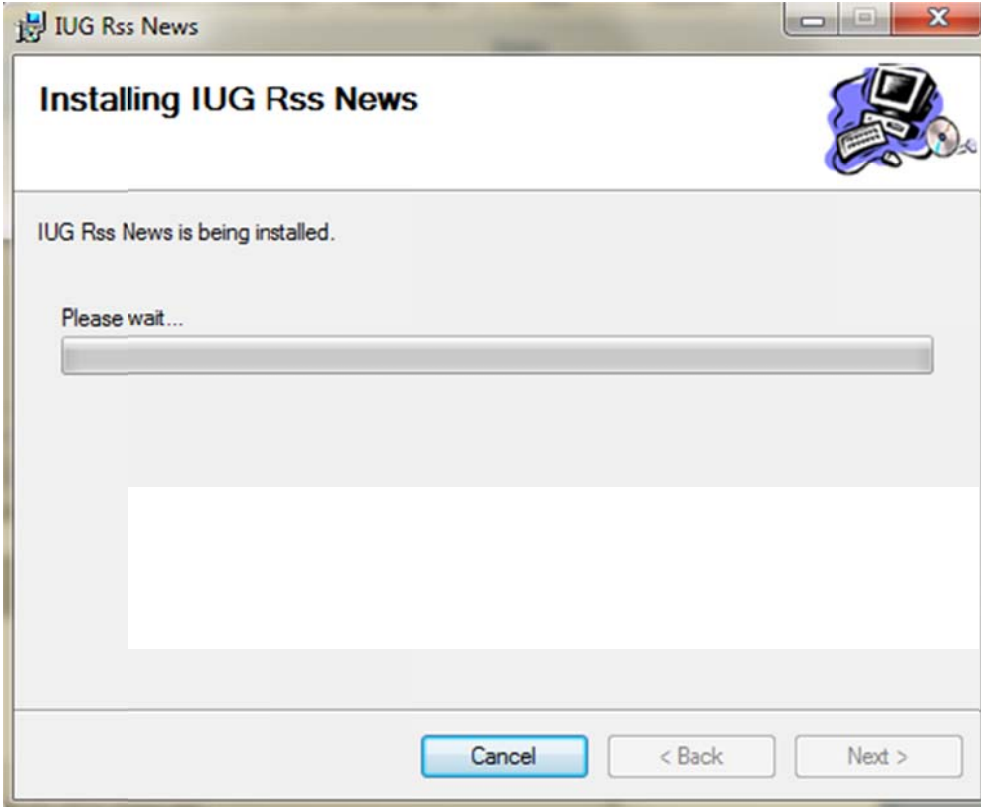 IUG Rss News
Installing IUG Rss News
IUG Rss News is being installed.
Please wait...
Cancel
< Back
Next >